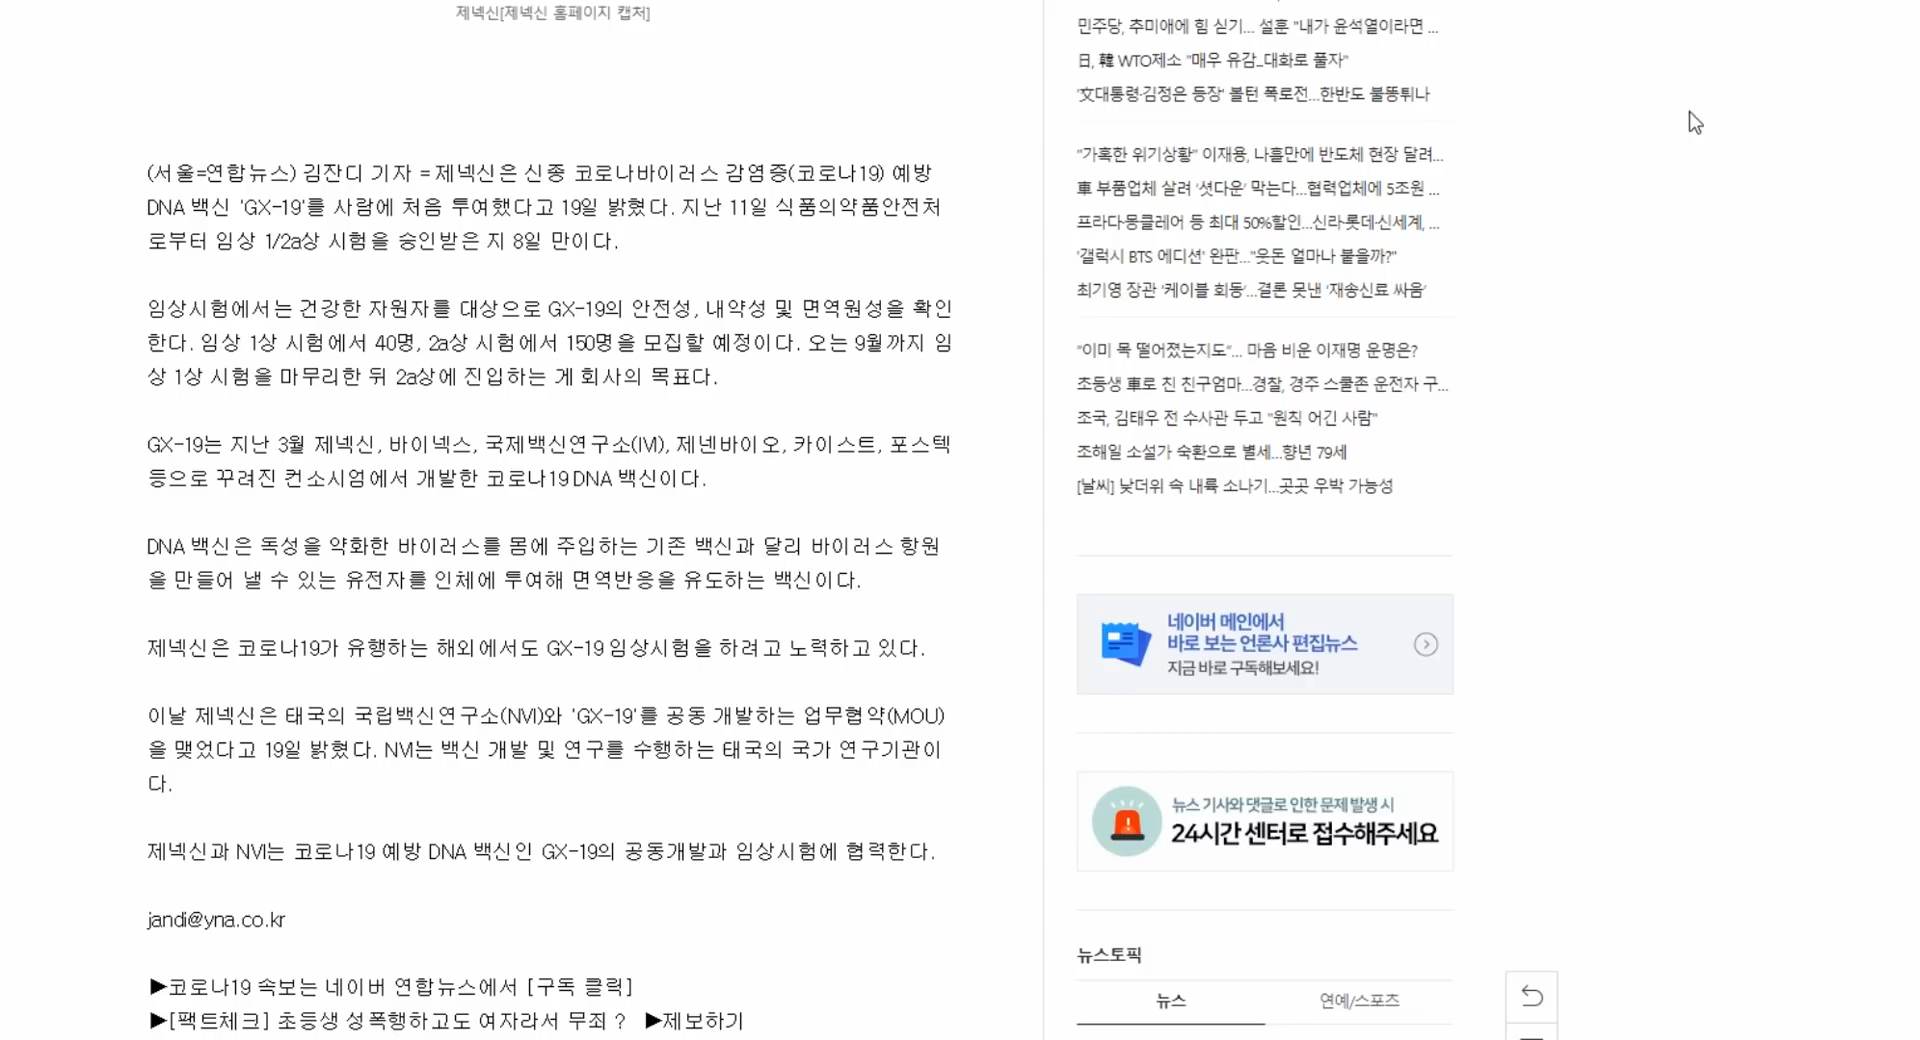 제넥신[제넥신 홈페이지 캡처]
(서울=연합뉴스) 김잔디 기자 = 제넥신은 신종 코로나바이러스 감염증(코로나19) 예방
DNA 백신 'GX-19'를 사람에 처음 투여했다고 19일 밝혔다. 지난 11일 식품의약품안전처
로부터 임상 1/2a상 시험을 승인받은 지 8일 만이다.
임상시험에서는 건강한 자원자를 대상으로 GX-19의 안전성, 내약성 및 면역원성을 확인
한다. 임상 1상 시험에서 40명, 2a상 시험에서 150명을 모집할 예정이다. 오는 9월까지 임
상 1상 시험을 마무리한 뒤 2a상에 진입하는 게 회사의 목표다.
GX-19는 지난 3월 제넥신, 바이넥스, 국제백신연구소(IVI), 제넨바이오, 카이스트, 포스텍
등으로 꾸려진 컨소시엄에서 개발한 코로나19 DNA 백신이다.
DNA 백신은 독성을 약화한 바이러스를 몸에 주입하는 기존 백신과 달리 바이러스 항원
을 만들어 낼 수 있는 유전자를 인체에 투여해 면역반응을 유도하는 백신이다.
제넥신은 코로나19가 유행하는 해외에서도 GX-19 임상시험을 하려고 노력하고 있다.
이날 제넥신은 태국의 국립백신연구소(NVI)와 'GX-19'를 공동 개발하는 업무협약(MOU)
을 맺었다고 19일 밝혔다. NVI는 백신 개발 및 연구를 수행하는 태국의 국가 연구기관이
다.
제넥신과 NVI는 코로나19 예방 DNA 백신인 GX-19의 공동개발과 임상시험에 협력한다.
jandi@yna.co.kr
▶코로나19 속보는 네이버 연합뉴스에서 [구독 클릭]
▶[팩트체크] 초등생 성폭행하고도 여자라서 무죄? ▶제보하기
민주당, 추미애에 힘 싣기... 설훈 "내가 윤석열이라면 ...
日, 韓 WTO제소 "매우 유감…대화로 풀자"
'文대통령·김정은 등장' 볼턴 폭로전...한반도 불똥튀나
"가혹한 위기상황" 이재용, 나흘만에 반도체 현장 달려...
車 부품업체 살려 '셧다운' 막는다...협력업체에 5조원 ...
프라다·몽클레어 등 최대 50%할인...신라·롯데·신세계, ...
'갤럭시 BTS 에디션' 완판..."웃돈 얼마나 붙을까?"
최기영 장관 '케이블 회동'...결론 못낸 '재송신료 싸움'
"이미 목 떨어졌는지도"... 마음 비운 이재명 운명은?
초등생 車로 친 친구엄마...경찰, 경주 스쿨존 운전자 구...
조국, 김태우 전 수사관 두고 "원칙 어긴 사람"
조해일 소설가 숙환으로 별세...향년 79세
[날씨] 낮더위 속 내륙 소나기...곳곳 우박 가능성
네이버 메인에서
바로 보는 언론사 편집뉴스
지금 바로 구독해보세요!
뉴스 기사와 댓글로 인한 문제 발생 시
24시간 센터로 접수해주세요
뉴스토픽
뉴스 연예/스포츠